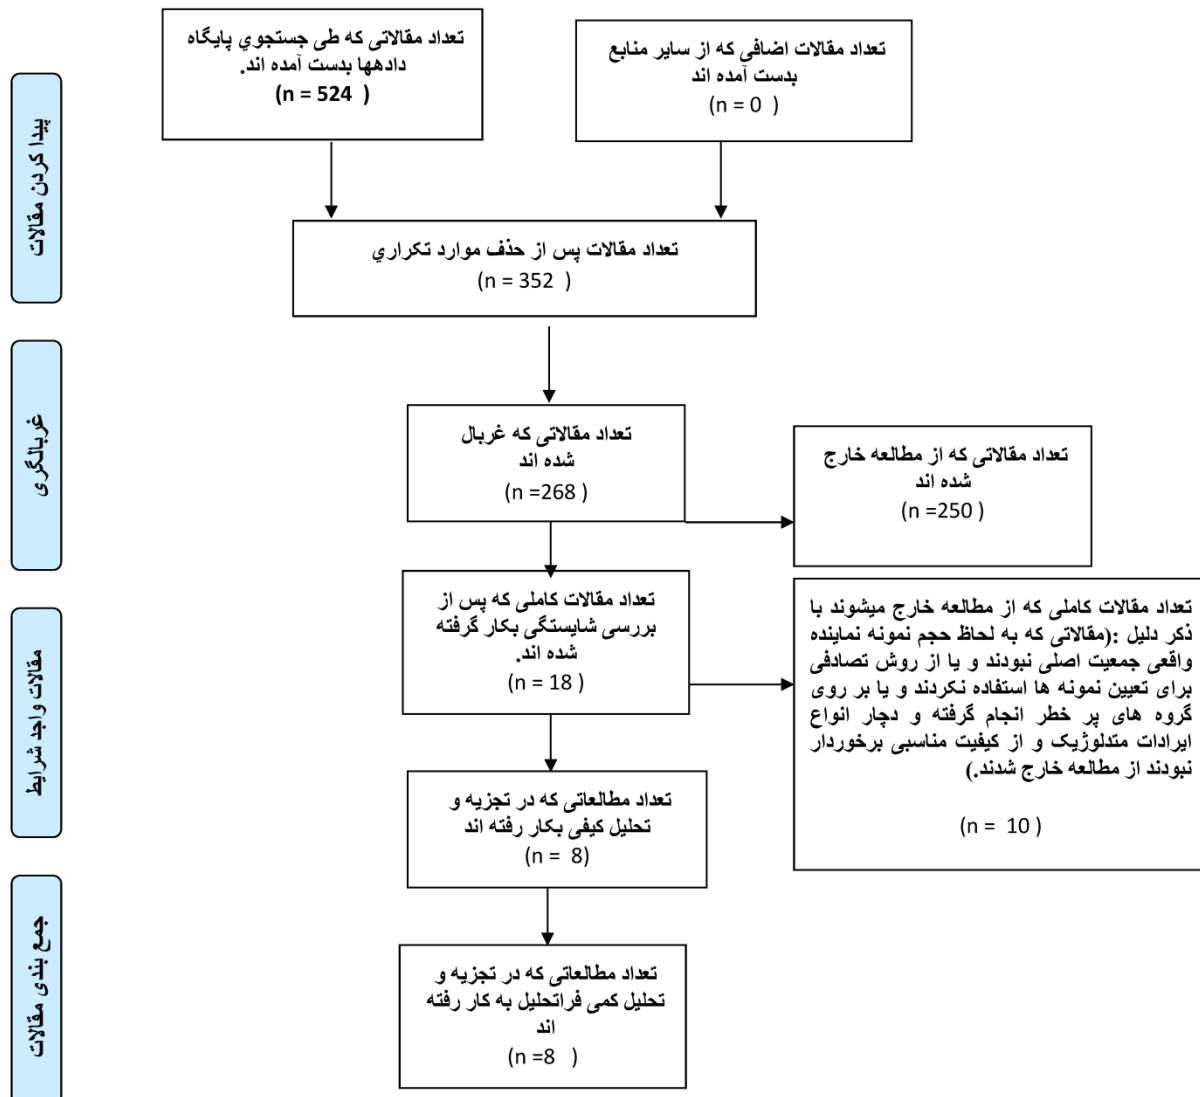 تعداد مقالاتی که طی جستجوي پایگاه
دادهها بدست آمده اند.
(n = 524 )
تعداد مقالات اضافی که از سایر منابع
بدست آمده اند
(n = 0 )
پیدا کردن مقالات
تعداد مقالات پس از حذف موارد تکراري
(n = 352 )
غربالگری
تعداد مقالاتی که غربال
شده اند
(n =268 )
تعداد مقالاتی که از مطالعه خارج
شده اند
(n =250 )
مقالات واجد شرایط
تعداد مقالات کاملی که پس از
بررسی شایستگی بکار گرفته
شده اند.
(n = 18 )
تعداد مقالات کاملی که از مطالعه خارج میشوند با
ذکر دلیل :(مقالاتی که به لحاظ حجم نمونه نماینده
واقعی جمعیت اصلی نبودند و یا از روش تصادفی
برای تعیین نمونه ها استفاده نکردند و یا بر روی
گروه های پر خطر انجام گرفته و دچار انواع
ایرادات متدلوژیک و از کیفیت مناسبی برخوردار
نبودند از مطالعه خارج شدند.)
(n = 10 )
تعداد مطالعاتی که در تجزیه و
تحلیل کیفی بکار رفته اند
(n = 8)
جمع بندی مقالات
تعداد مطالعاتی که در تجزیه و
تحلیل کمی فراتحلیل به کار رفته
اند
(n =8 )